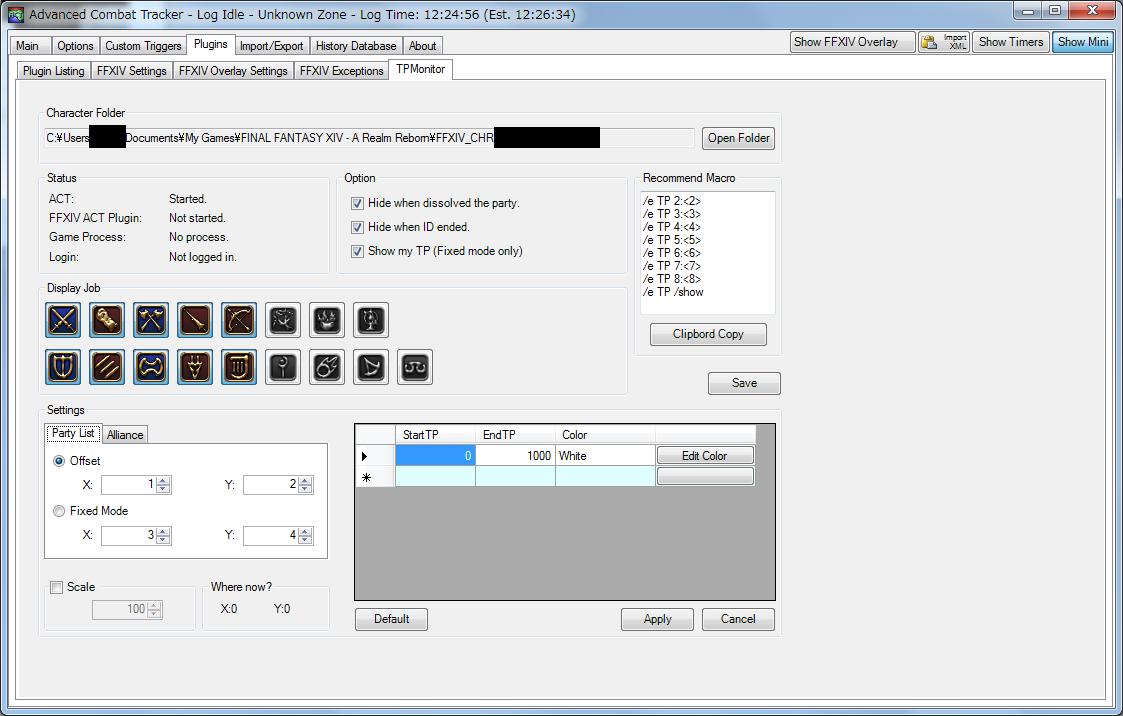 Advanced Combat Tracker - Log Idle - Unknown Zone - Log Time: 12:24:56 (Est. 12:26:34)
Main Options Custom Triggers Plugins Import/Export History Database About
Show FFXIV Overlay Import XML Show Timers Show Mini
Plugin Listing FFXIV Settings FFXIV Overlay Settings FFXIV Exceptions TPMonitor
Character Folder
C:¥Users Documents¥My Games¥FINAL FANTASY XIV - A Realm Reborn¥FFXIV_CHR Open Folder
Status
ACT: Started.
FFXIV ACT Plugin: Not started.
Game Process: No process.
Login: Not logged in.
Option
Hide when dissolved the party.
Hide when ID ended.
Show my TP (Fixed mode only)
Recommend Macro
/e TP 2:<2>
/e TP 3:<3>
/e TP 4:<4>
/e TP 5:<5>
/e TP 6:<6>
/e TP 7:<7>
/e TP 8:<8>
/e TP /show
Clipbord Copy
Display Job
Save
Settings
Party List Alliance
Offset
X: 1 Y: 2
Fixed Mode
X: 3 Y: 4
Scale
100
Where now?
X:0 Y:0
StartTP EndTP Color
0 1000 White Edit Color
Default Apply Cancel